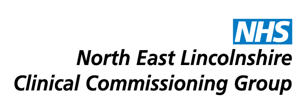 NHS
North East Lincolnshire
Clinical Commissioning Group